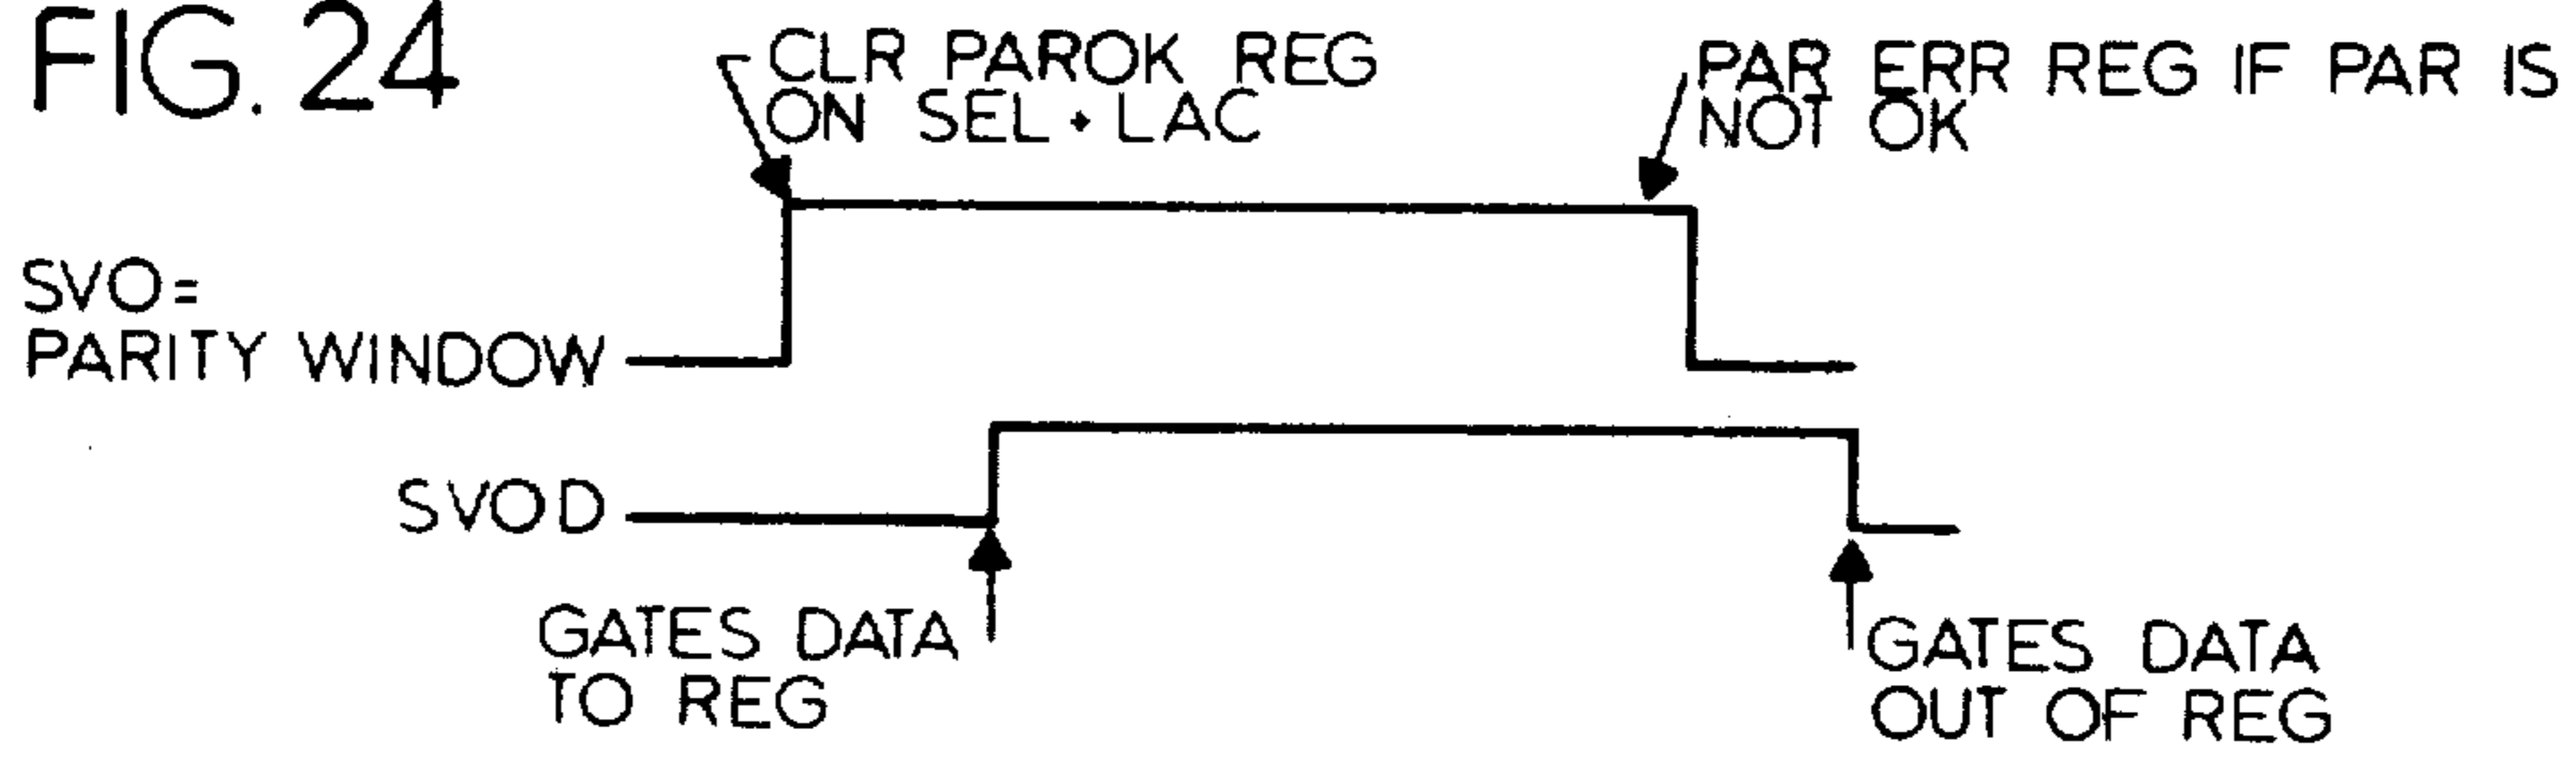 FIG. 24
CLR PAROK REG
ON SEL • LAC
PAR ERR REG IF PAR IS
NOT OK
SVO=
PARITY WINDOW
SVOD
GATES DATA
TO REG
GATES DATA
OUT OF REG